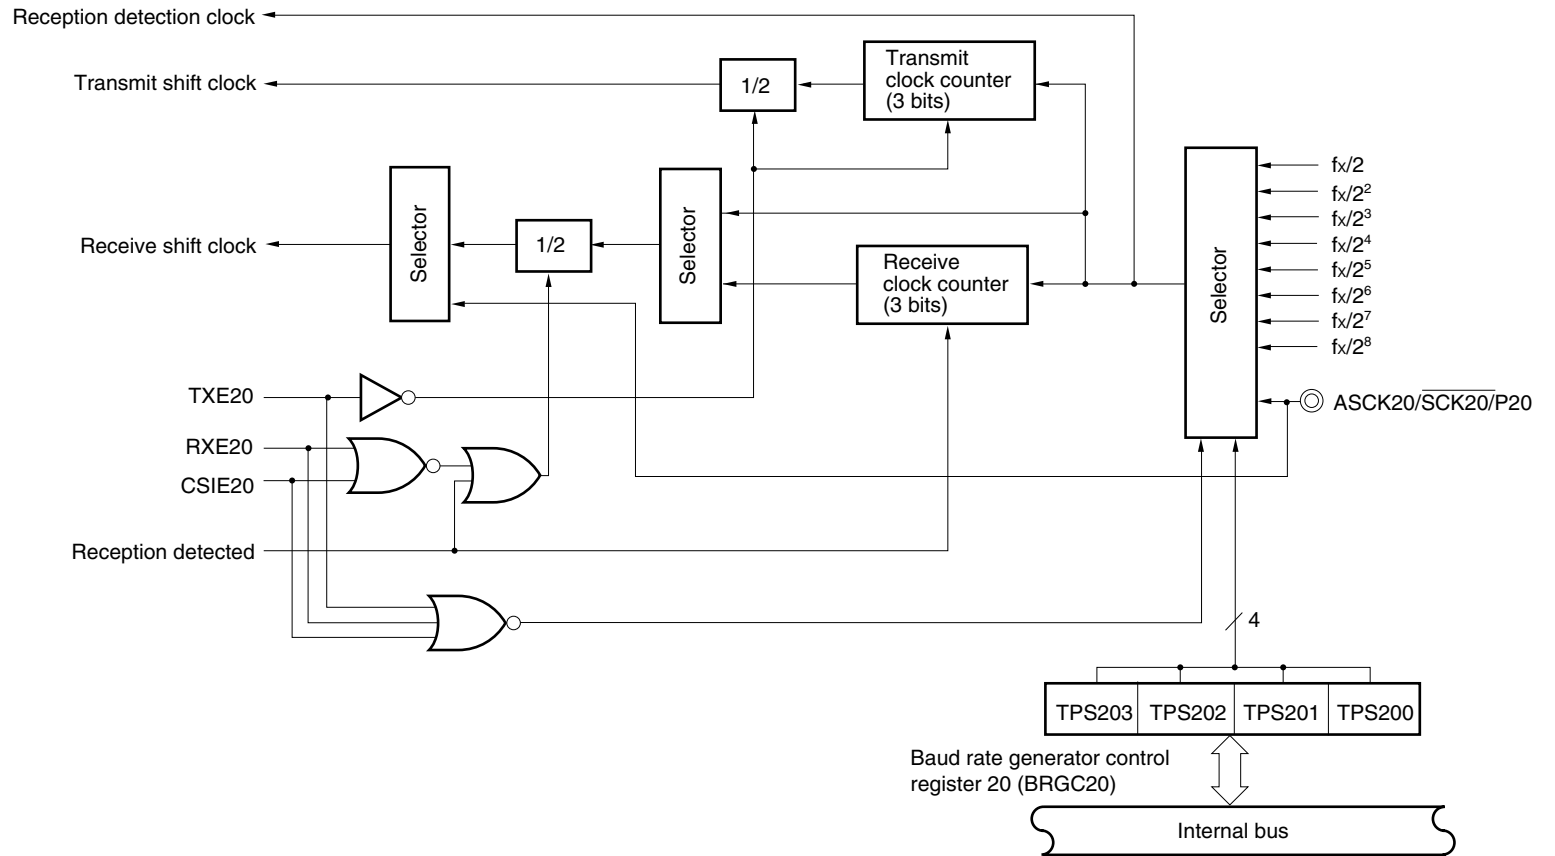 Reception detection clock
Transmit shift clock
1/2
Transmit
clock counter
(3 bits)
Receive shift clock
Selector
1/2
Selector
Receive
clock counter
(3 bits)
Selector
fx/2
fx/2²
fx/2³
fx/2⁴
fx/2⁵
fx/2⁶
fx/2⁷
fx/2⁸
ASCK20/SCK20/P20
TXE20
RXE20
CSIE20
Reception detected
4
TPS203 TPS202 TPS201 TPS200
Baud rate generator control
register 20 (BRGC20)
Internal bus